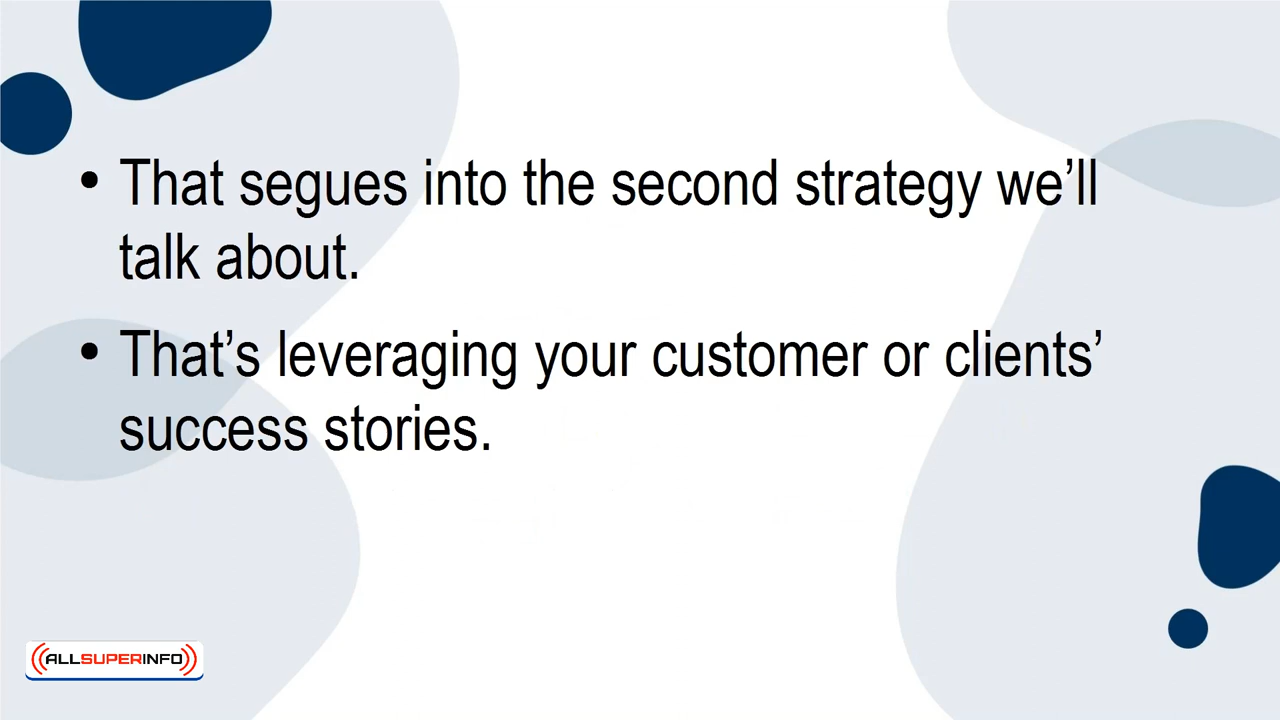 • That segues into the second strategy we’ll
talk about.
• That’s leveraging your customer or clients’
success stories.
ALLSUPERINFO